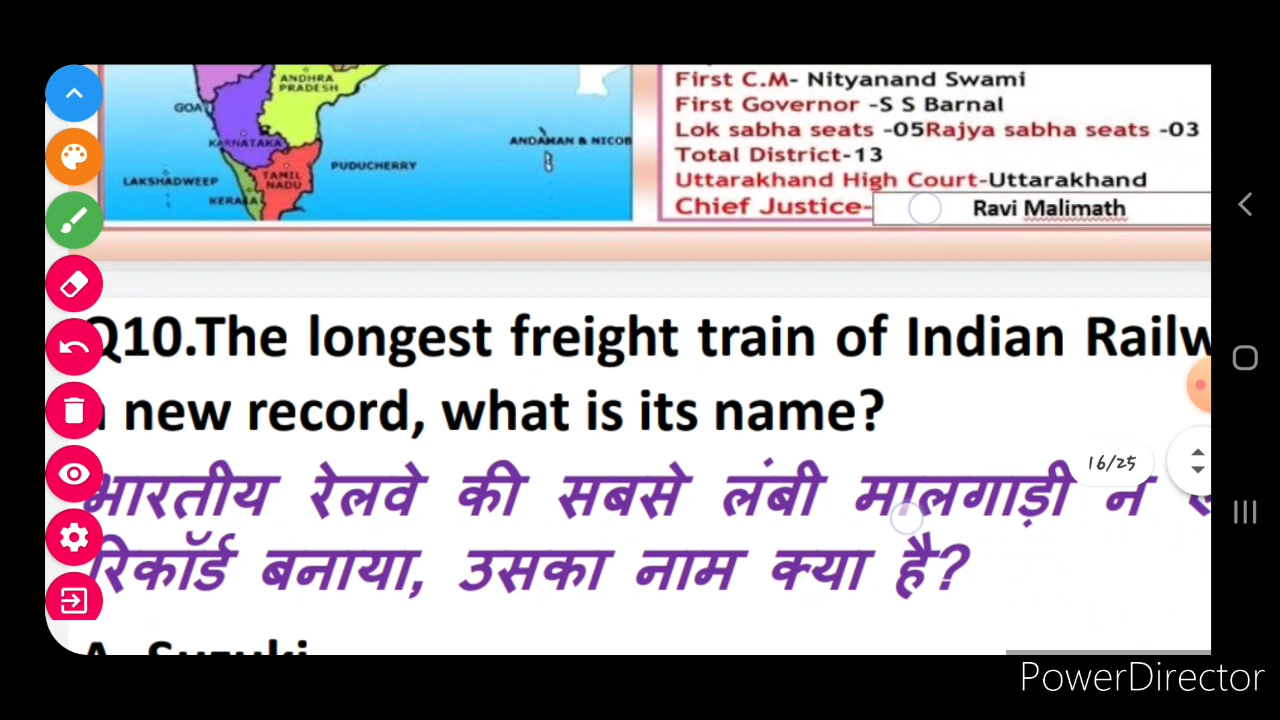 ANDHRA
PRADESH
GOA
KARNATAKA
ANDAMAN & NICOB
PUDUCHERRY
LAKSHADWEEP
TAMIL
NADU
KERALA
First C.M- Nityanand Swami
First Governor -S S Barnal
Lok sabha seats -05Rajya sabha seats -03
Total District-13
Uttarakhand High Court-Uttarakhand
Chief Justice- Ravi Malimath
Q10.The longest freight train of Indian Railw
new record, what is its name?
भारतीय रेलवे की सबसे लंबी मालगाड़ी ने
रिकॉर्ड बनाया, उसका नाम क्या है?
16/25
A. Suzuki
PowerDirector